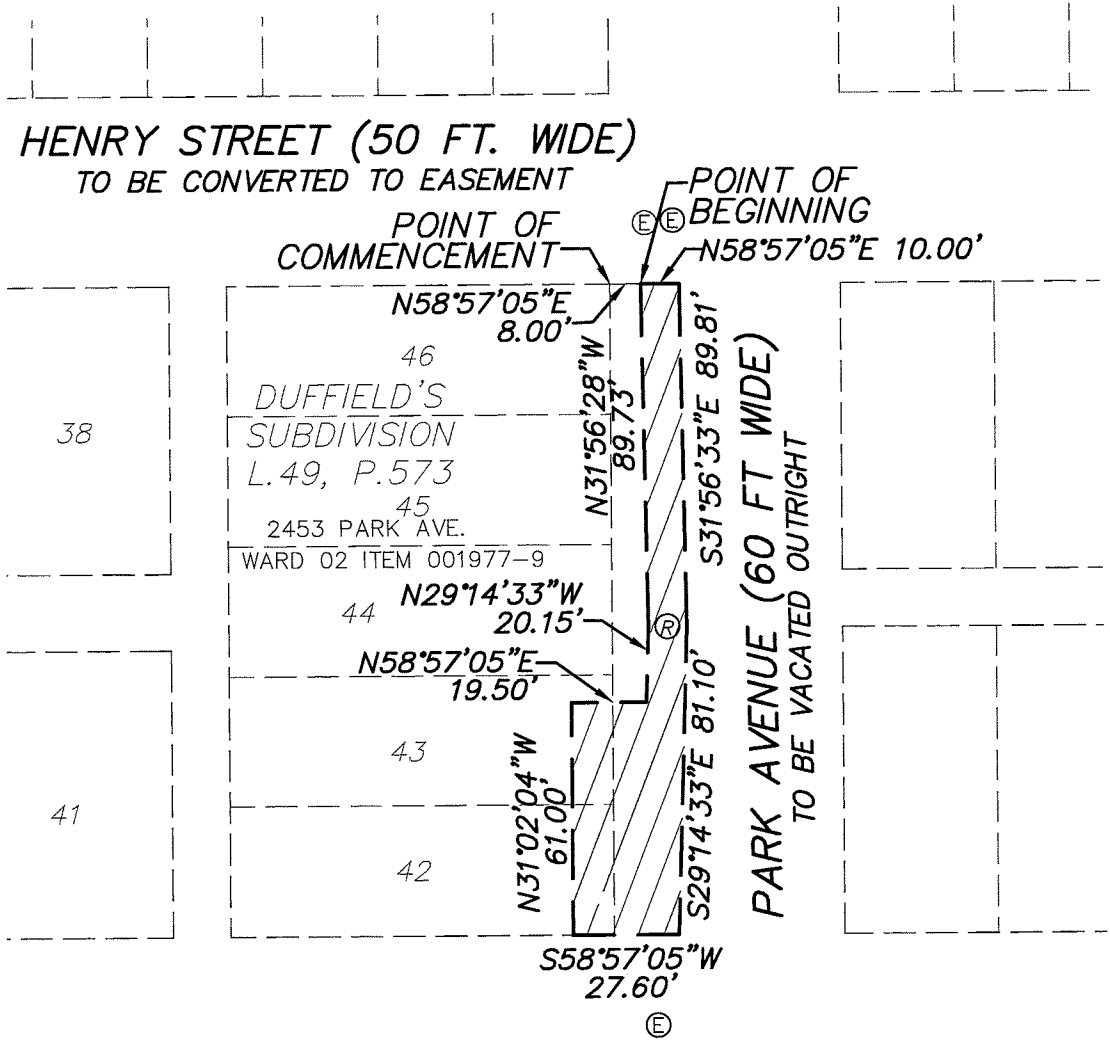 HENRY STREET (50 FT. WIDE)
TO BE CONVERTED TO EASEMENT
POINT OF
COMMENCEMENT
POINT OF
BEGINNING
Ⓔ Ⓔ
N58°57'05"E 10.00'
N58°57'05"E
8.00'
N31°56'28"W
89.73'
S31°56'33"E 89.81'
46
DUFFIELD'S
SUBDIVISION
L.49, P.573
45
2453 PARK AVE.
WARD 02 ITEM 001977-9
38
44
N29°14'33"W
20.15'
Ⓡ
N58°57'05"E
19.50'
PARK AVENUE (60 FT WIDE)
TO BE VACATED OUTRIGHT
43
N31°02'04"W
61.00'
S29°14'33"E 81.10'
41
42
S58°57'05"W
27.60'
Ⓔ